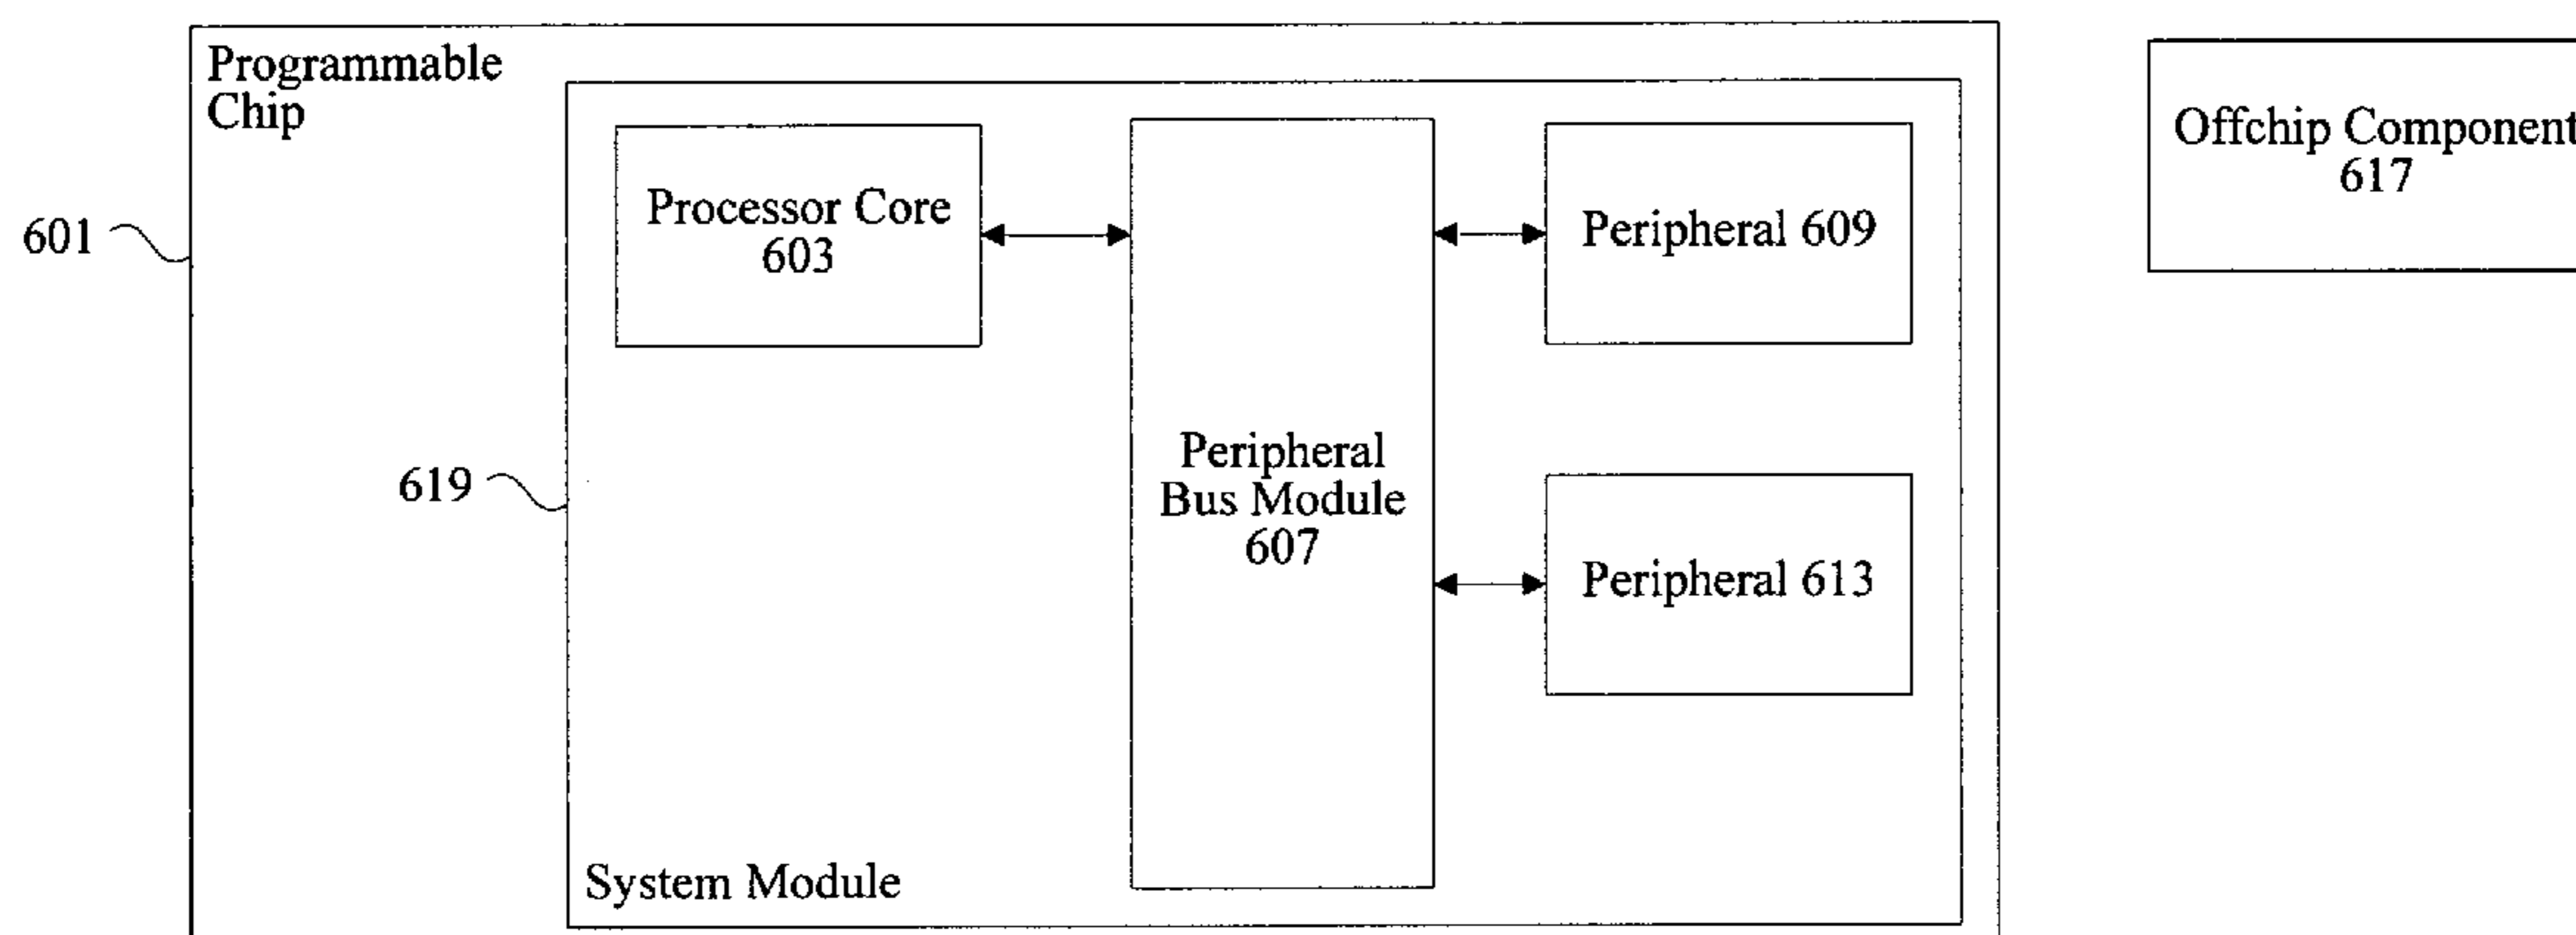 Programmable
Chip
Offchip Component
617
Processor Core
603
Peripheral 609
601
Peripheral
Bus Module
607
619
Peripheral 613
System Module